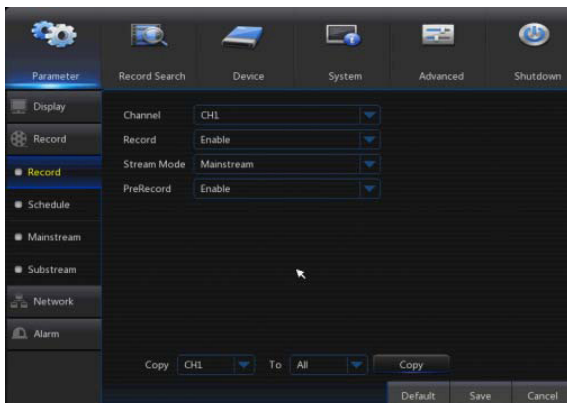 Parameter Record Search Device System Advanced Shutdown
Display
Record
Record
Schedule
Mainstream
Substream
Network
Alarm
Channel CH1
Record Enable
Stream Mode Mainstream
PreRecord Enable
Copy CH1 To All Copy
Default Save Cancel